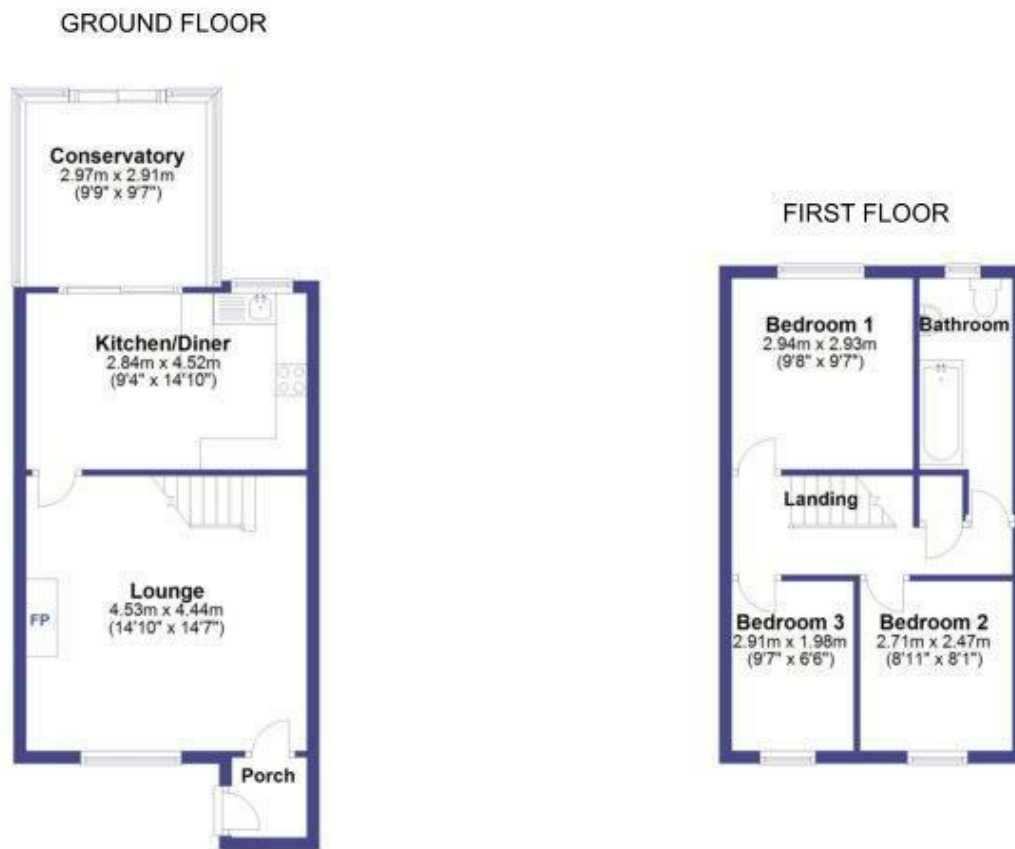 GROUND FLOOR
Conservatory
2.97m x 2.91m
(9'9" x 9'7")
Kitchen/Diner
2.84m x 4.52m
(9'4" x 14'10")
Lounge
4.53m x 4.44m
(14'10" x 14'7")
FP
Porch
FIRST FLOOR
Bedroom 1
2.94m x 2.93m
(9'8" x 9'7")
Bathroom
Landing
Bedroom 3
2.91m x 1.98m
(9'7" x 6'6")
Bedroom 2
2.71m x 2.47m
(8'11" x 8'1")